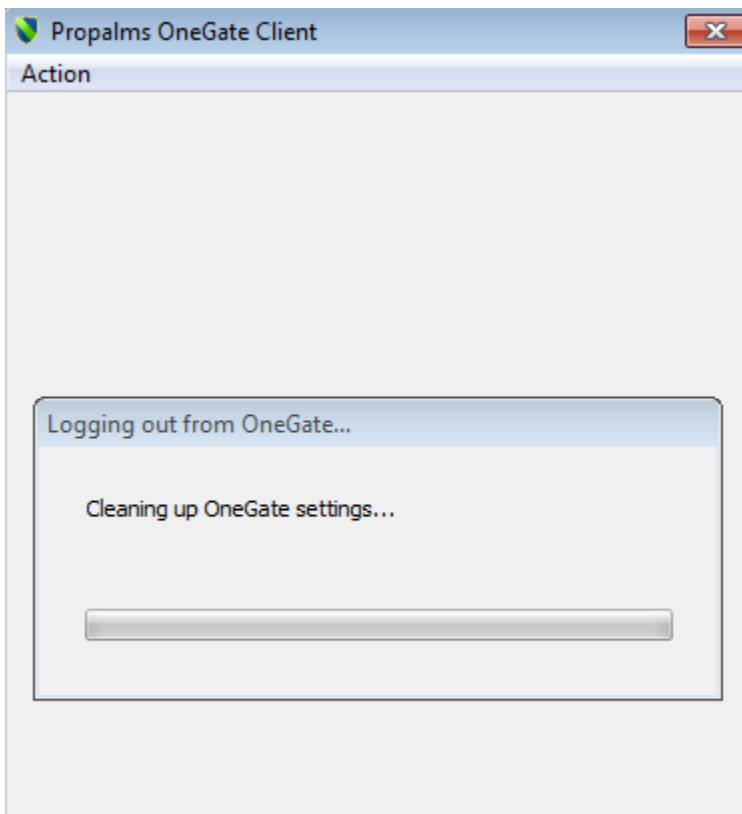 Propalms OneGate Client
Action
Logging out from OneGate...
Cleaning up OneGate settings...